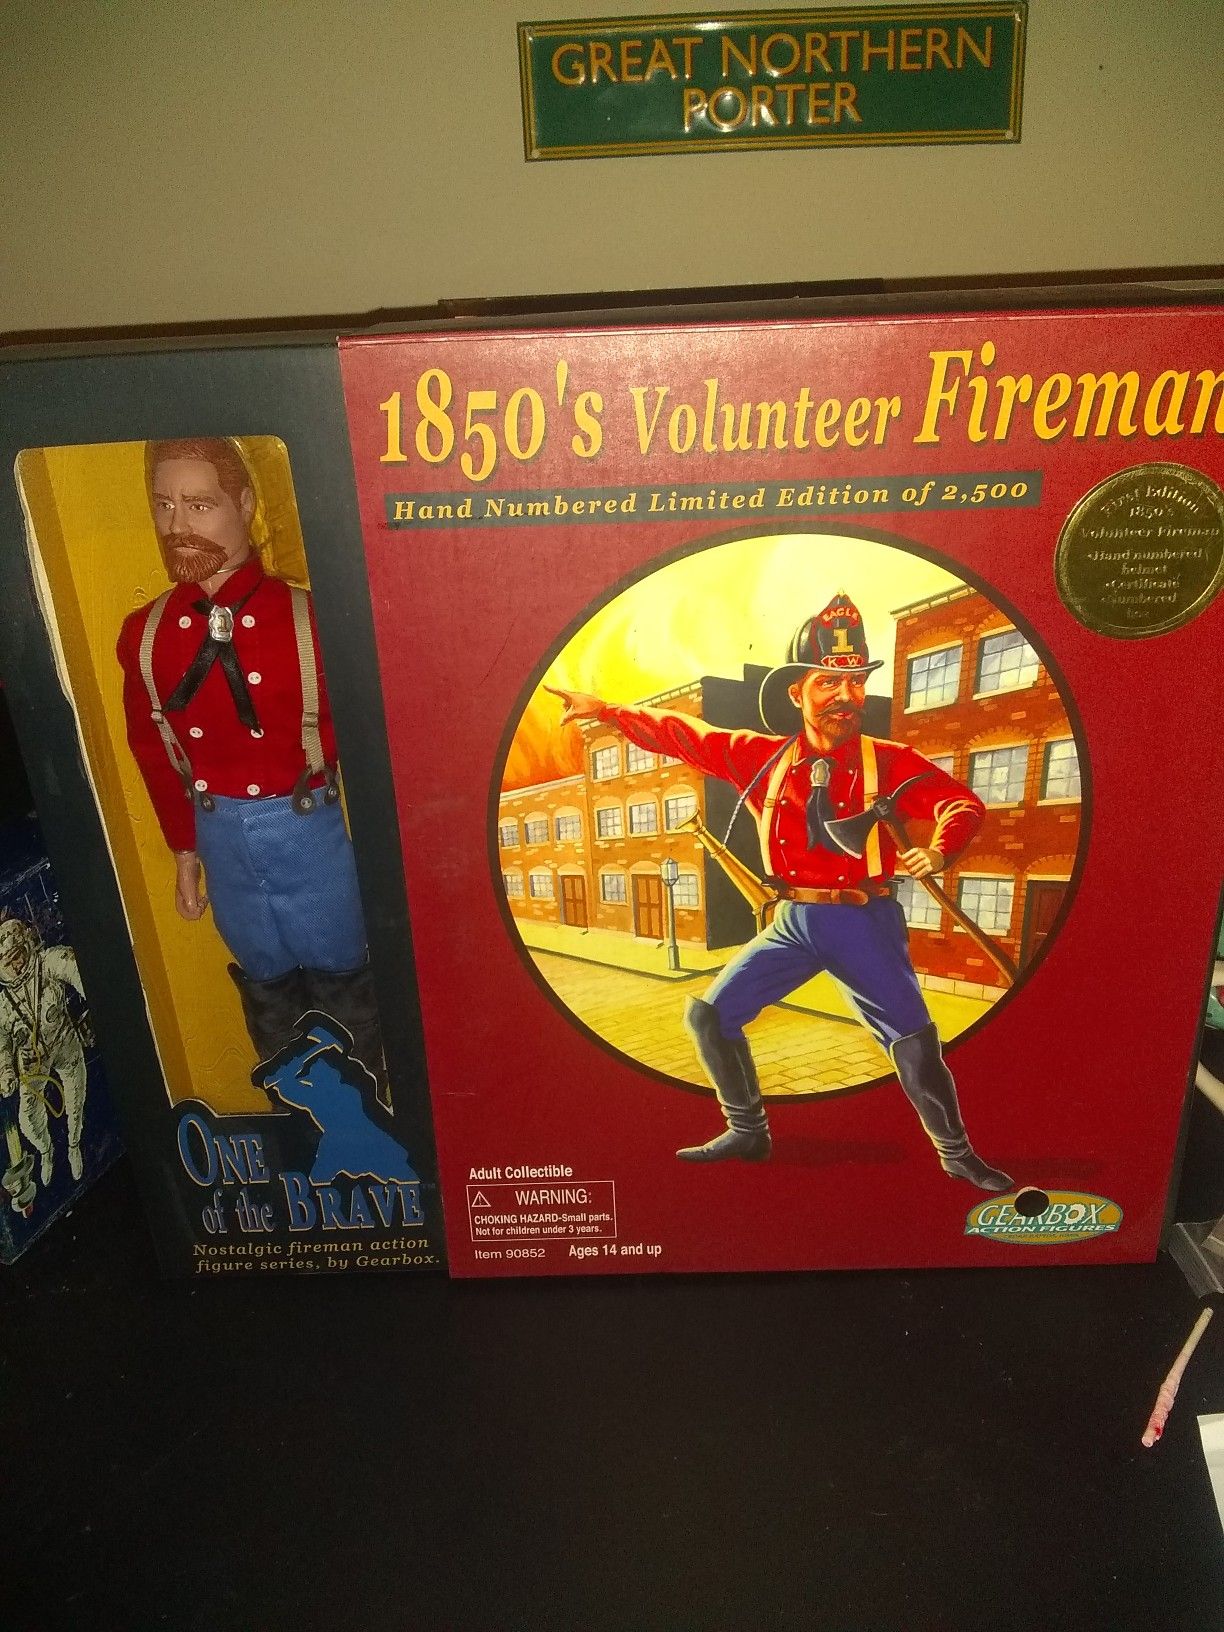 GREAT NORTHERN
PORTER
1850's Volunteer Fireman
Hand Numbered Limited Edition of 2,500
First Edition
1850's
Volunteer Fireman
•Hand numbered
helmet
•Certificate
•Numbered
box
EAGLE
1
K W
ONE
of the BRAVE™
Nostalgic fireman action
figure series, by Gearbox.
Adult Collectible
WARNING:
CHOKING HAZARD-Small parts.
Not for children under 3 years.
Item 90852 Ages 14 and up
GEARBOX
ACTION FIGURES